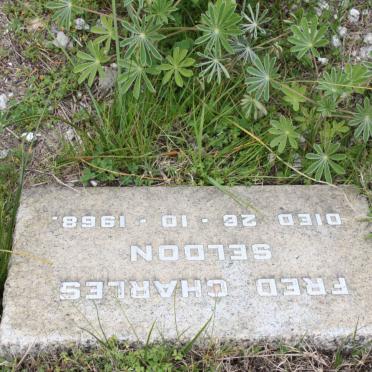 FRED CHARLES
SELDON
DIED 26 - 10 - 1968.